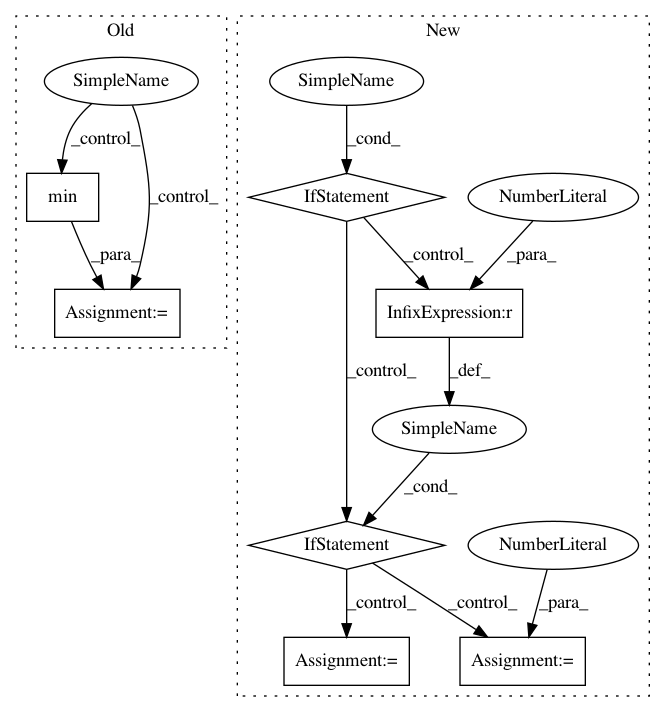 Old
New
SimpleName
SimpleName
_control_
_cond_
min
_control_
IfStatement
NumberLiteral
_para_
_control_
_para_
Assignment:=
InfixExpression:r
_control_
_def_
SimpleName
_cond_
IfStatement
NumberLiteral
_control_
_control_
_para_
Assignment:=
Assignment:=